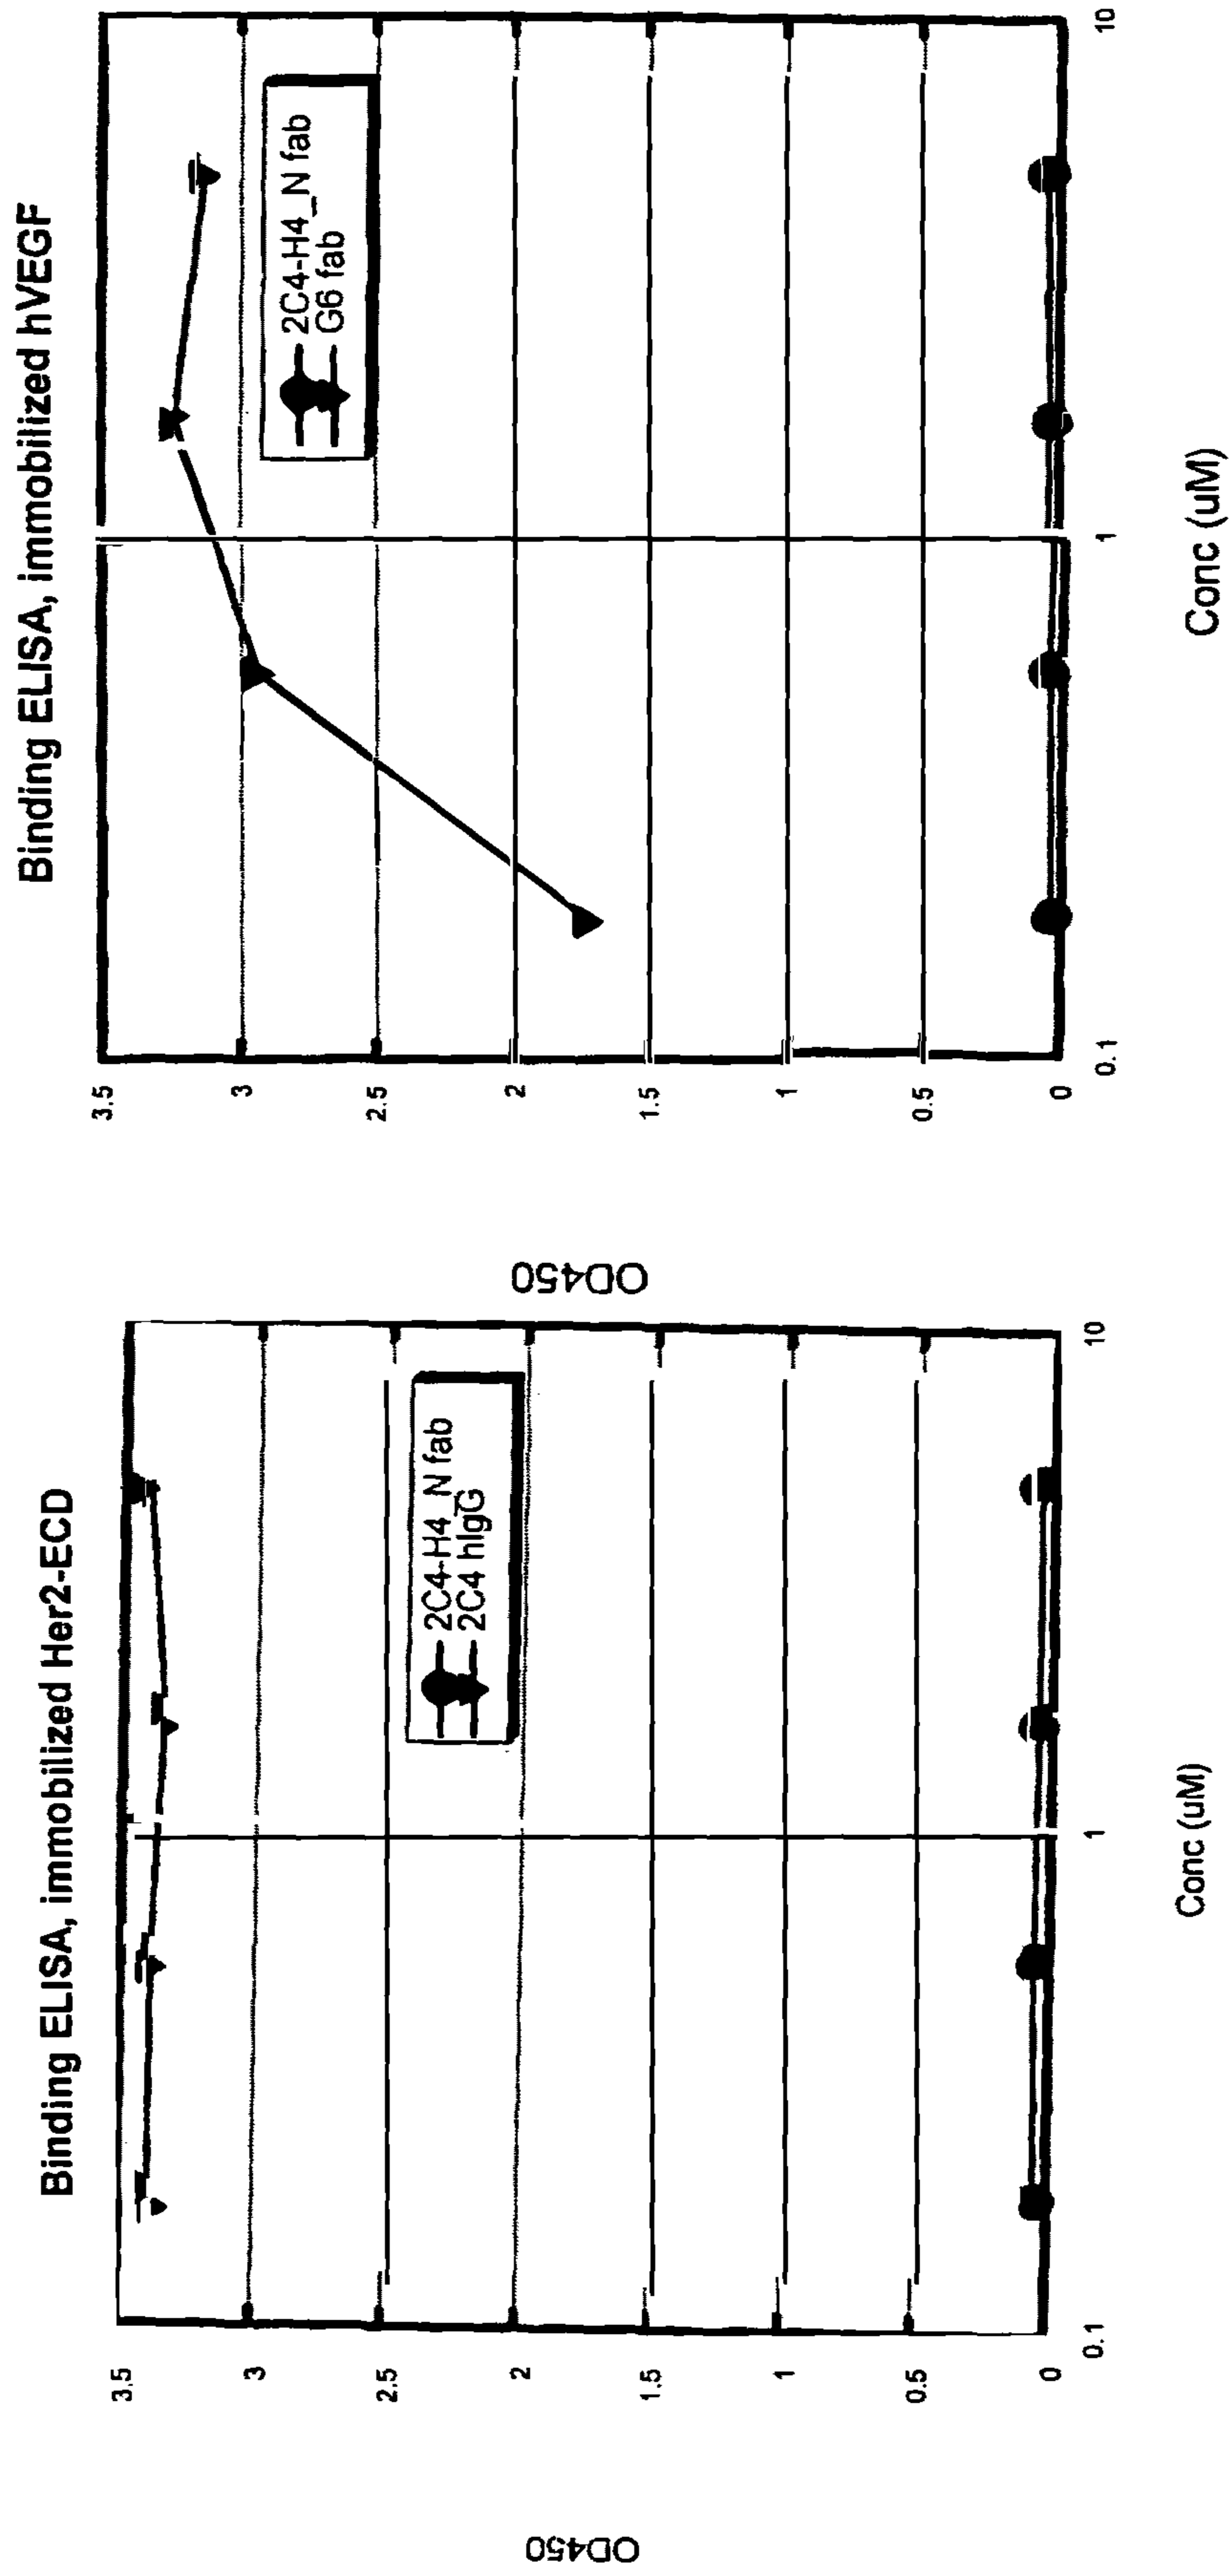 Binding ELISA, immobilized Her2-ECD
OD450
3.5
3
2.5
2
1.5
1
0.5
0
2C4-H4_N fab
2C4 hIgG
0.1
1
10
Conc (uM)
Binding ELISA, immobilized hVEGF
OD450
3.5
3
2.5
2
1.5
1
0.5
0
2C4-H4_N fab
G6 fab
0.1
1
10
Conc (uM)